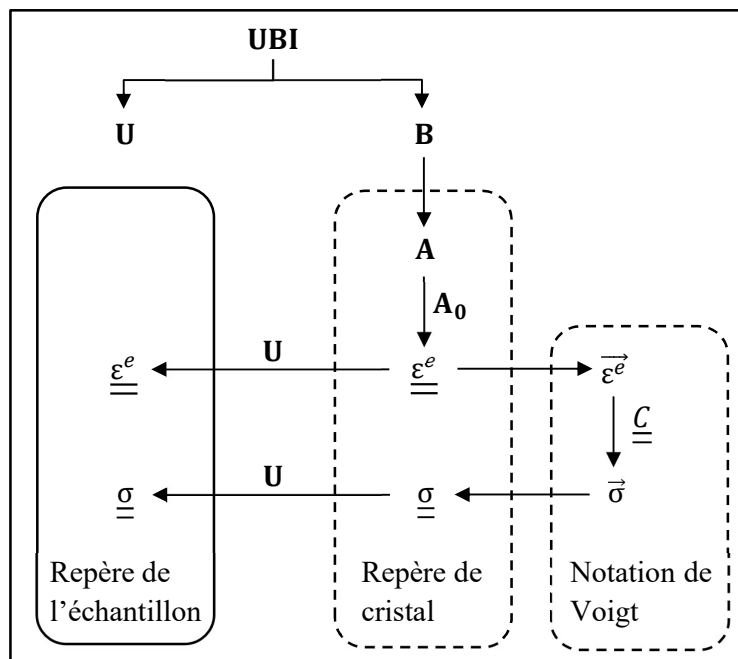 UBI
U B
A
A₀
U
εᵉ εᵉ εᵉ
C
U
σ σ σ
Repère de l'échantillon
Repère de cristal
Notation de Voigt